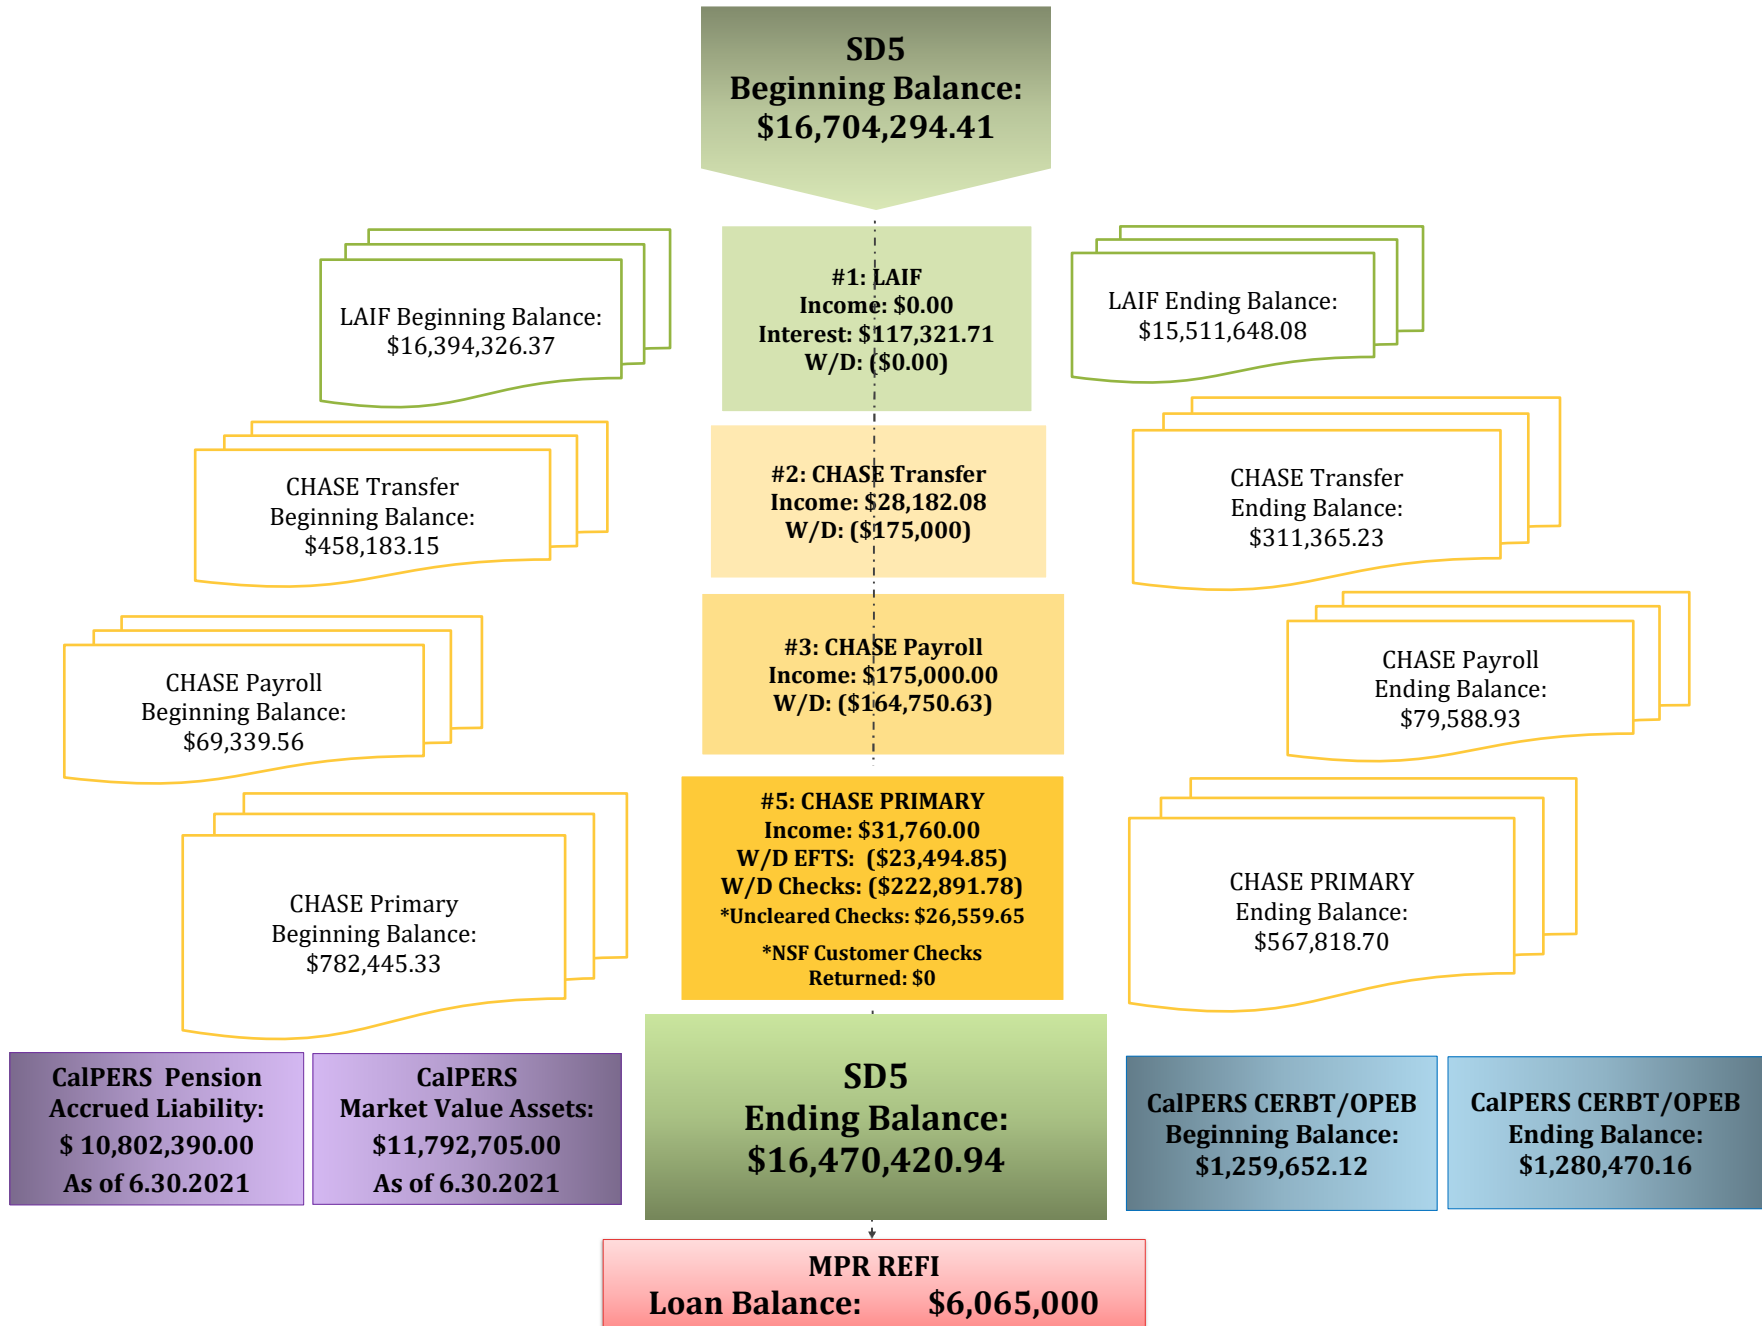 SD5
Beginning Balance:
$16,704,294.41
LAIF Beginning Balance:
$16,394,326.37
#1: LAIF
Income: $0.00
Interest: $117,321.71
W/D: ($0.00)
LAIF Ending Balance:
$15,511,648.08
CHASE Transfer
Beginning Balance:
$458,183.15
#2: CHASE Transfer
Income: $28,182.08
W/D: ($175,000)
CHASE Transfer
Ending Balance:
$311,365.23
CHASE Payroll
Beginning Balance:
$69,339.56
#3: CHASE Payroll
Income: $175,000.00
W/D: ($164,750.63)
CHASE Payroll
Ending Balance:
$79,588.93
CHASE Primary
Beginning Balance:
$782,445.33
#5: CHASE PRIMARY
Income: $31,760.00
W/D EFTS:  ($23,494.85)
W/D Checks: ($222,891.78)
*Uncleared Checks: $26,559.65
*NSF Customer Checks
Returned: $0
CHASE PRIMARY
Ending Balance:
$567,818.70
CalPERS  Pension
Accrued Liability:
$ 10,802,390.00
As of 6.30.2021
CalPERS
Market Value Assets:
$11,792,705.00
As of 6.30.2021
SD5
Ending Balance:
$16,470,420.94
CalPERS CERBT/OPEB
Beginning Balance:
$1,259,652.12
CalPERS CERBT/OPEB
Ending Balance:
$1,280,470.16
MPR REFI
Loan Balance:       $6,065,000